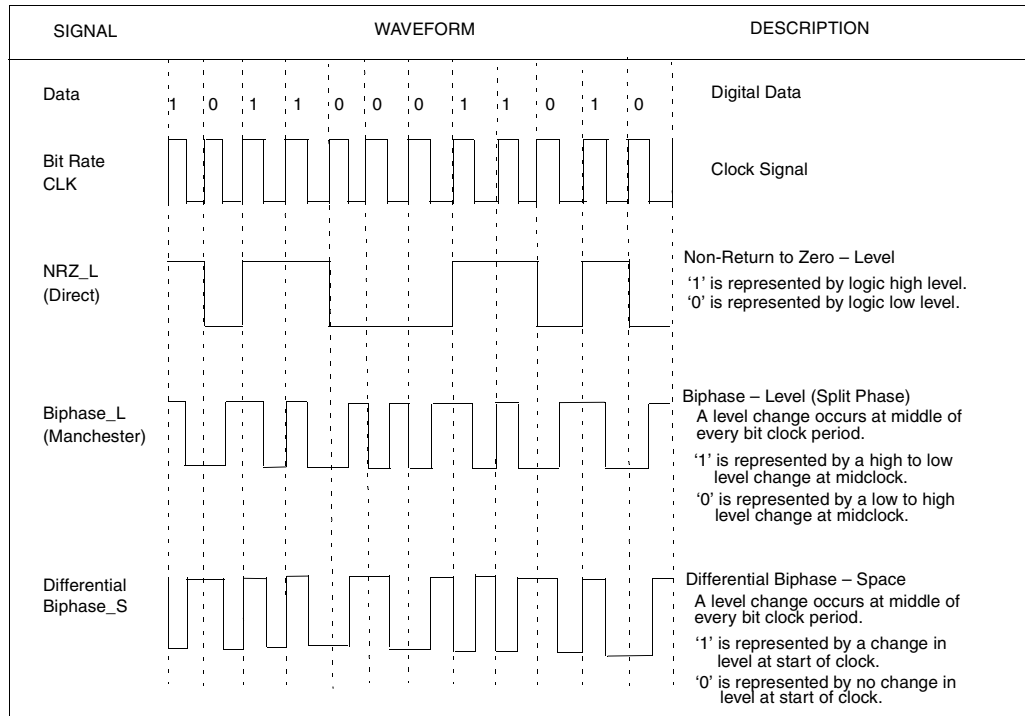 SIGNAL WAVEFORM DESCRIPTION
Data 1 0 1 1 0 0 0 1 1 0 1 0 Digital Data
Bit Rate
CLK
Clock Signal
NRZ_L
(Direct)
Non-Return to Zero – Level
‘1’ is represented by logic high level.
‘0’ is represented by logic low level.
Biphase_L
(Manchester)
Biphase – Level (Split Phase)
A level change occurs at middle of
every bit clock period.
‘1’ is represented by a high to low
level change at midclock.
‘0’ is represented by a low to high
level change at midclock.
Differential
Biphase_S
Differential Biphase – Space
A level change occurs at middle of
every bit clock period.
‘1’ is represented by a change in
level at start of clock.
‘0’ is represented by no change in
level at start of clock.